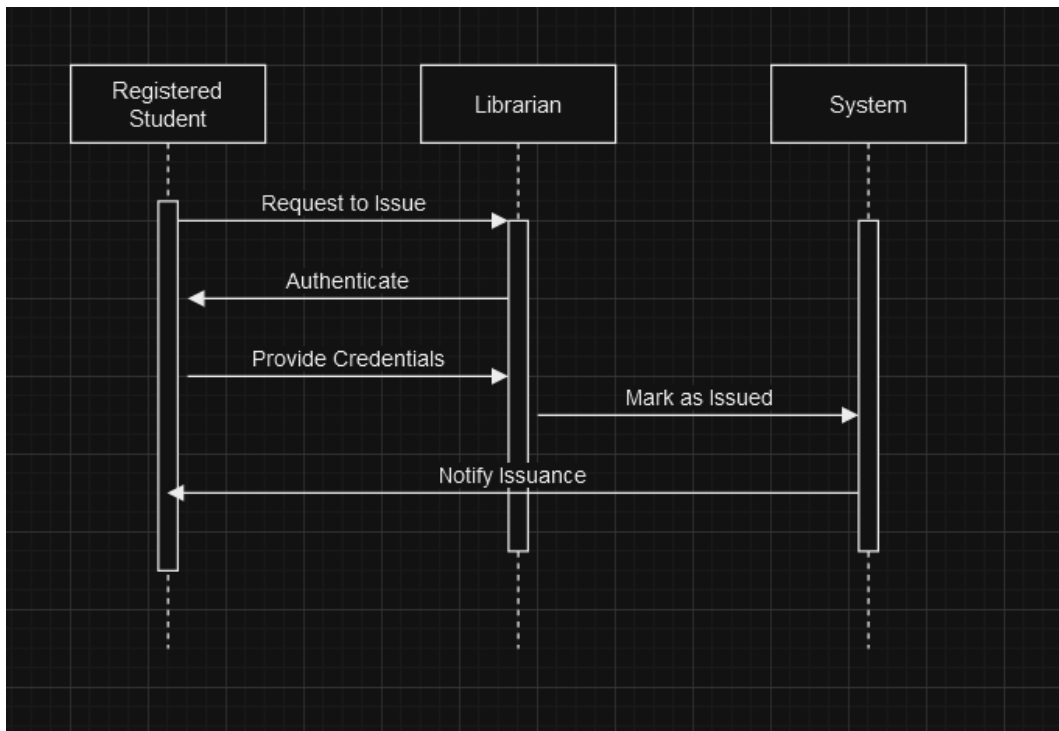 Registered
Student
Librarian
System
Request to Issue
Authenticate
Provide Credentials
Mark as Issued
Notify Issuance